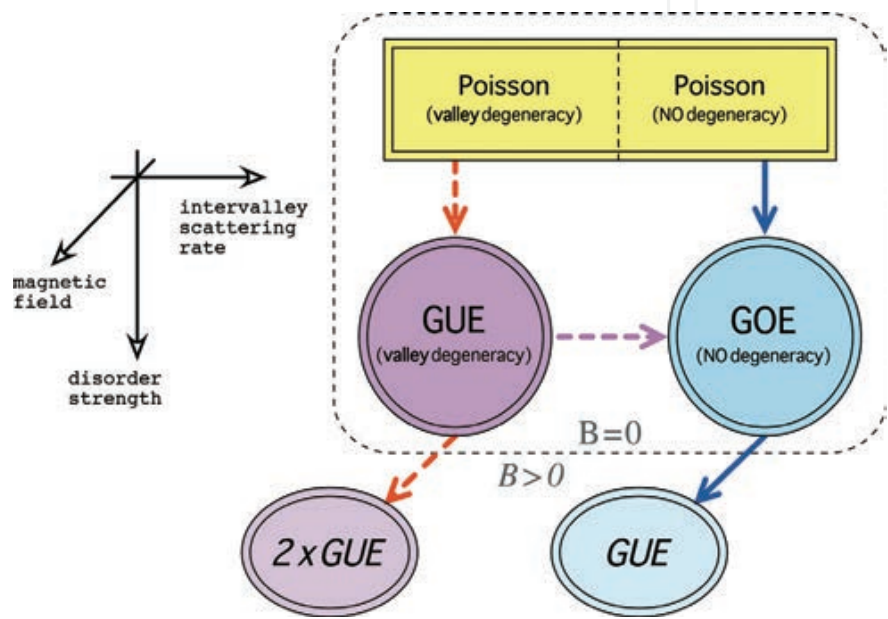 Poisson
(valley degeneracy)
Poisson
(NO degeneracy)
intervalley
scattering
rate
magnetic
field
disorder
strength
GUE
(valley degeneracy)
GOE
(NO degeneracy)
B=0
B>0
2 x GUE
GUE